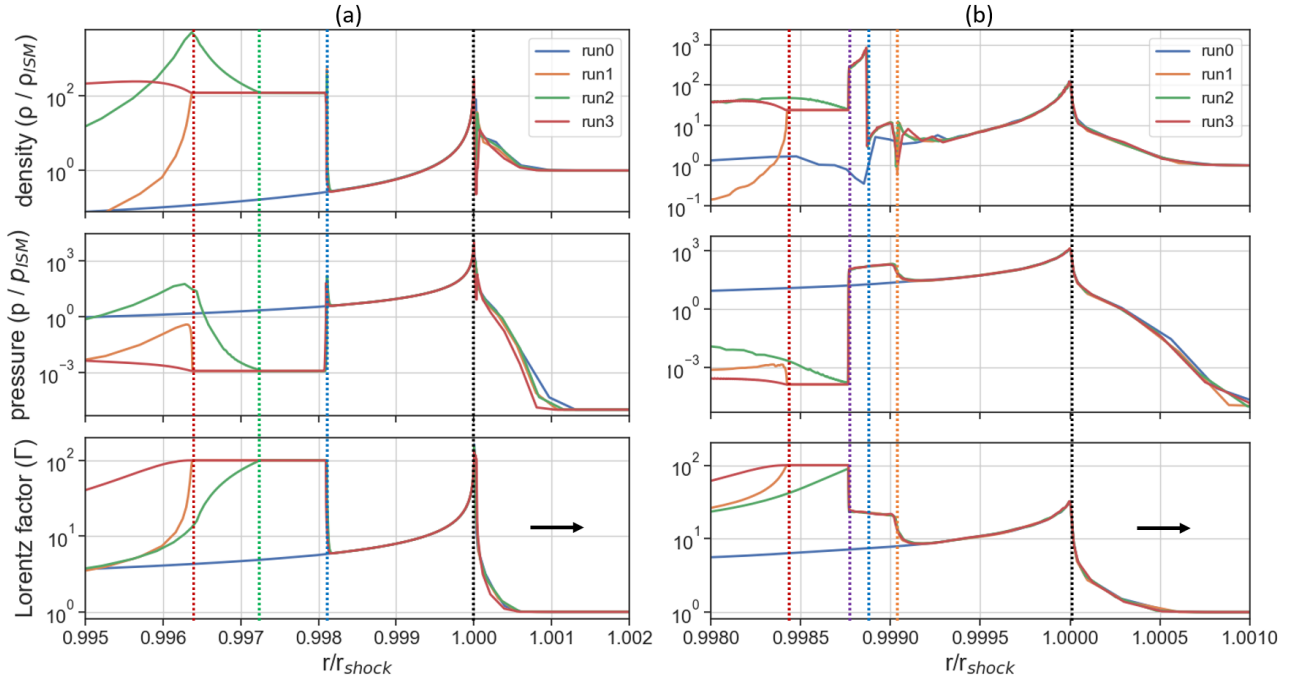 (a)
density (ρ / ρISM)
10²
10⁰
run0
run1
run2
run3
pressure (p / pISM)
10³
10⁰
10⁻³
Lorentz factor (Γ)
10²
10¹
10⁰
0.995 0.996 0.997 0.998 0.999 1.000 1.001 1.002
r/rshock
(b)
10³
10²
10¹
10⁰
10⁻¹
run0
run1
run2
run3
10³
10⁰
10⁻³
10²
10¹
10⁰
0.9980 0.9985 0.9990 0.9995 1.0000 1.0005 1.0010
r/rshock